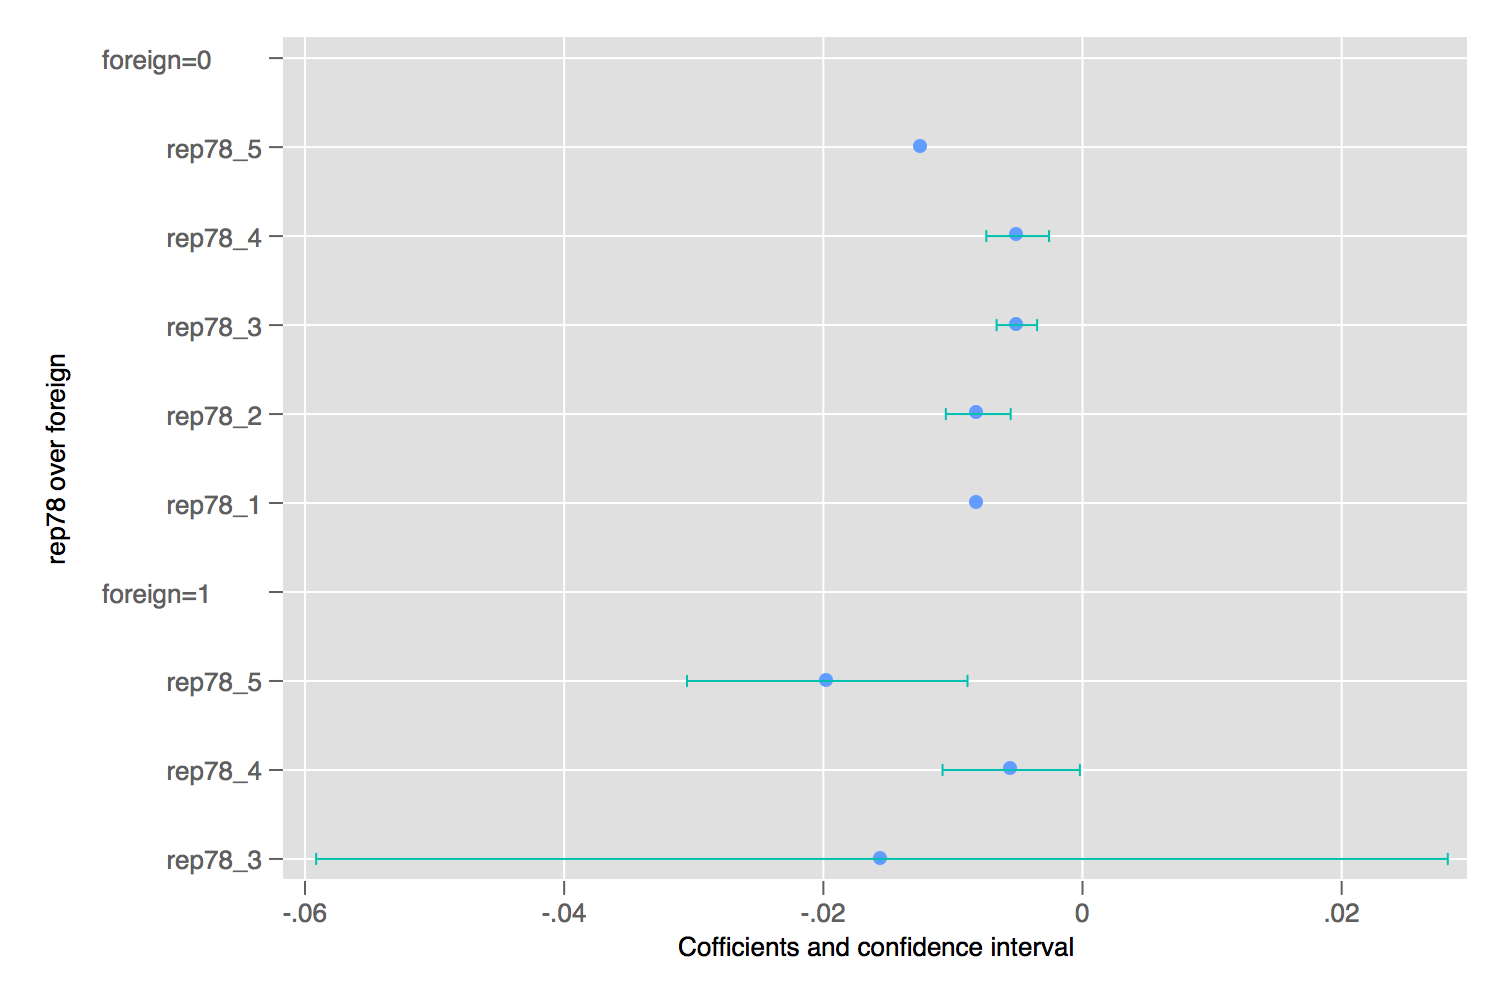 foreign=0
rep78_5
rep78_4
rep78_3
rep78_2
rep78_1
foreign=1
rep78_5
rep78_4
rep78_3
rep78 over foreign
-.06 -.04 -.02 0 .02
Cofficients and confidence interval